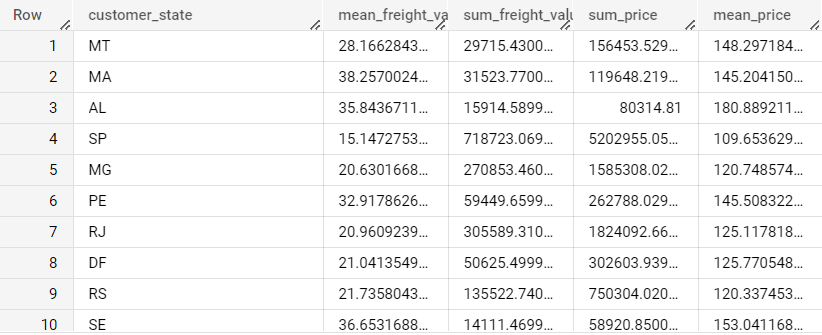 Row customer_state mean_freight_va sum_freight_valu sum_price mean_price
1 MT 28.1662843... 29715.4300... 156453.529... 148.297184...
2 MA 38.2570024... 31523.7700... 119648.219... 145.204150...
3 AL 35.8436711... 15914.5899... 80314.81 180.889211...
4 SP 15.1472753... 718723.069... 5202955.05... 109.653629...
5 MG 20.6301668... 270853.460... 1585308.02... 120.748574...
6 PE 32.9178626... 59449.6599... 262788.029... 145.508322...
7 RJ 20.9609239... 305589.310... 1824092.66... 125.117818...
8 DF 21.0413549... 50625.4999... 302603.939... 125.770548...
9 RS 21.7358043... 135522.740... 750304.020... 120.337453...
10 SE 36.6531688... 14111.4699... 58920.8500... 153.041168...